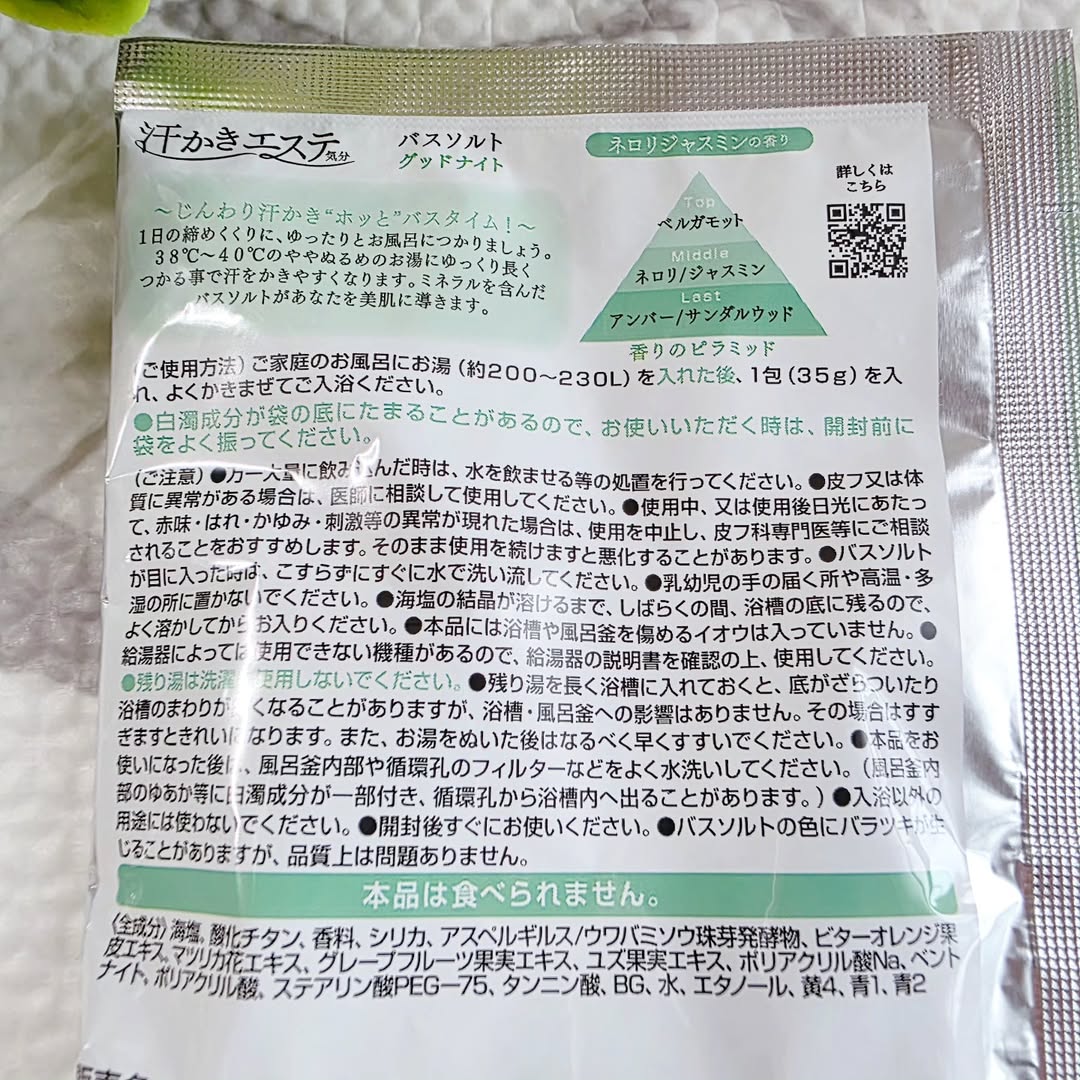 汗かきエステ気分
バスソルト
グッドナイト
ネロリジャスミンの香り
詳しくは
こちら
〜じんわり汗かき“ホッと”バスタイム！〜
1日の締めくくりに、ゆったりとお風呂につかりましょう。
38℃〜40℃のややぬるめのお湯にゆっくり長く
つかる事で汗をかきやすくなります。ミネラルを含んだ
バスソルトがあなたを美肌に導きます。
Top
ベルガモット
Middle
ネロリ/ジャスミン
Last
アンバー/サンダルウッド
香りのピラミッド
〈ご使用方法〉ご家庭のお風呂にお湯（約200〜230L）を入れた後、1包（35g）を入
れ、よくかきまぜてご入浴ください。
●白濁成分が袋の底にたまることがあるので、お使いいただく時は、開封前に
袋をよく振ってください。
〈ご注意〉●万一大量に飲み込んだ時は、水を飲ませる等の処置を行ってください。●皮フ又は体
質に異常がある場合は、医師に相談して使用してください。●使用中、又は使用後日光にあたっ
て、赤味・はれ・かゆみ・刺激等の異常が現れた場合は、使用を中止し、皮フ科専門医等にご相談
されることをおすすめします。そのまま使用を続けますと悪化することがあります。●バスソルト
が目に入った時は、こすらずにすぐに水で洗い流してください。●乳幼児の手の届く所や高温・多
湿の所に置かないでください。●海塩の結晶が溶けるまで、しばらくの間、浴槽の底に残るので、
よく溶かしてからお入りください。●本品には浴槽や風呂釜を傷めるイオウは入っていません。●
給湯器によっては使用できない機種があるので、給湯器の説明書を確認の上、使用してください。
●残り湯は洗濯に使用しないでください。●残り湯を長く浴槽に入れておくと、底がざらついたり
浴槽のまわりが くなることがありますが、浴槽・風呂釜への影響はありません。その場合はすす
ぎますときれいになります。また、お湯をぬいた後はなるべく早くすすいでください。●本品をお
使いになった後は、風呂釜内部や循環孔のフィルターなどをよく水洗いしてください。（風呂釜内
部のゆあか等に白濁成分が一部付き、循環孔から浴槽内へ出ることがあります。）●入浴以外の
用途には使わないでください。●開封後すぐにお使いください。●バスソルトの色にバラツキが生
じることがありますが、品質上は問題ありません。
本品は食べられません。
〈全成分〉海塩、酸化チタン、香料、シリカ、アスペルギルス/ウワバミソウ珠芽発酵物、ビターオレンジ果
皮エキス、マツリカ花エキス、グレープフルーツ果実エキス、ユズ果実エキス、ポリアクリル酸Na、ベント
ナイト、ポリアクリル酸、ステアリン酸PEG－75、タンニン酸、BG、水、エタノール、黄4、青1、青2